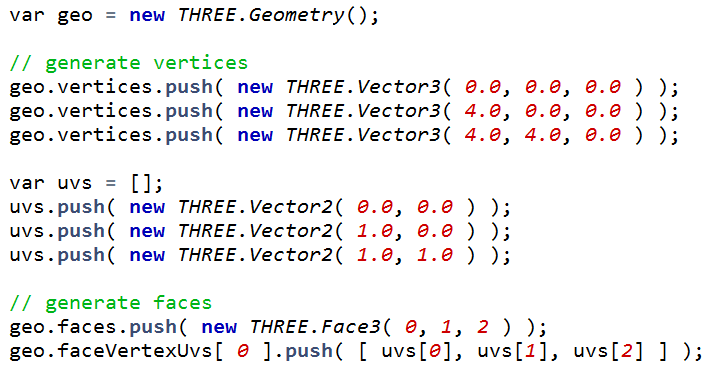 var geo = new THREE.Geometry();
// generate vertices
geo.vertices.push( new THREE.Vector3( 0.0, 0.0, 0.0 ) );
geo.vertices.push( new THREE.Vector3( 4.0, 0.0, 0.0 ) );
geo.vertices.push( new THREE.Vector3( 4.0, 4.0, 0.0 ) );
var uvs = [];
uvs.push( new THREE.Vector2( 0.0, 0.0 ) );
uvs.push( new THREE.Vector2( 1.0, 0.0 ) );
uvs.push( new THREE.Vector2( 1.0, 1.0 ) );
// generate faces
geo.faces.push( new THREE.Face3( 0, 1, 2 ) );
geo.faceVertexUvs[ 0 ].push( [ uvs[0], uvs[1], uvs[2] ] );